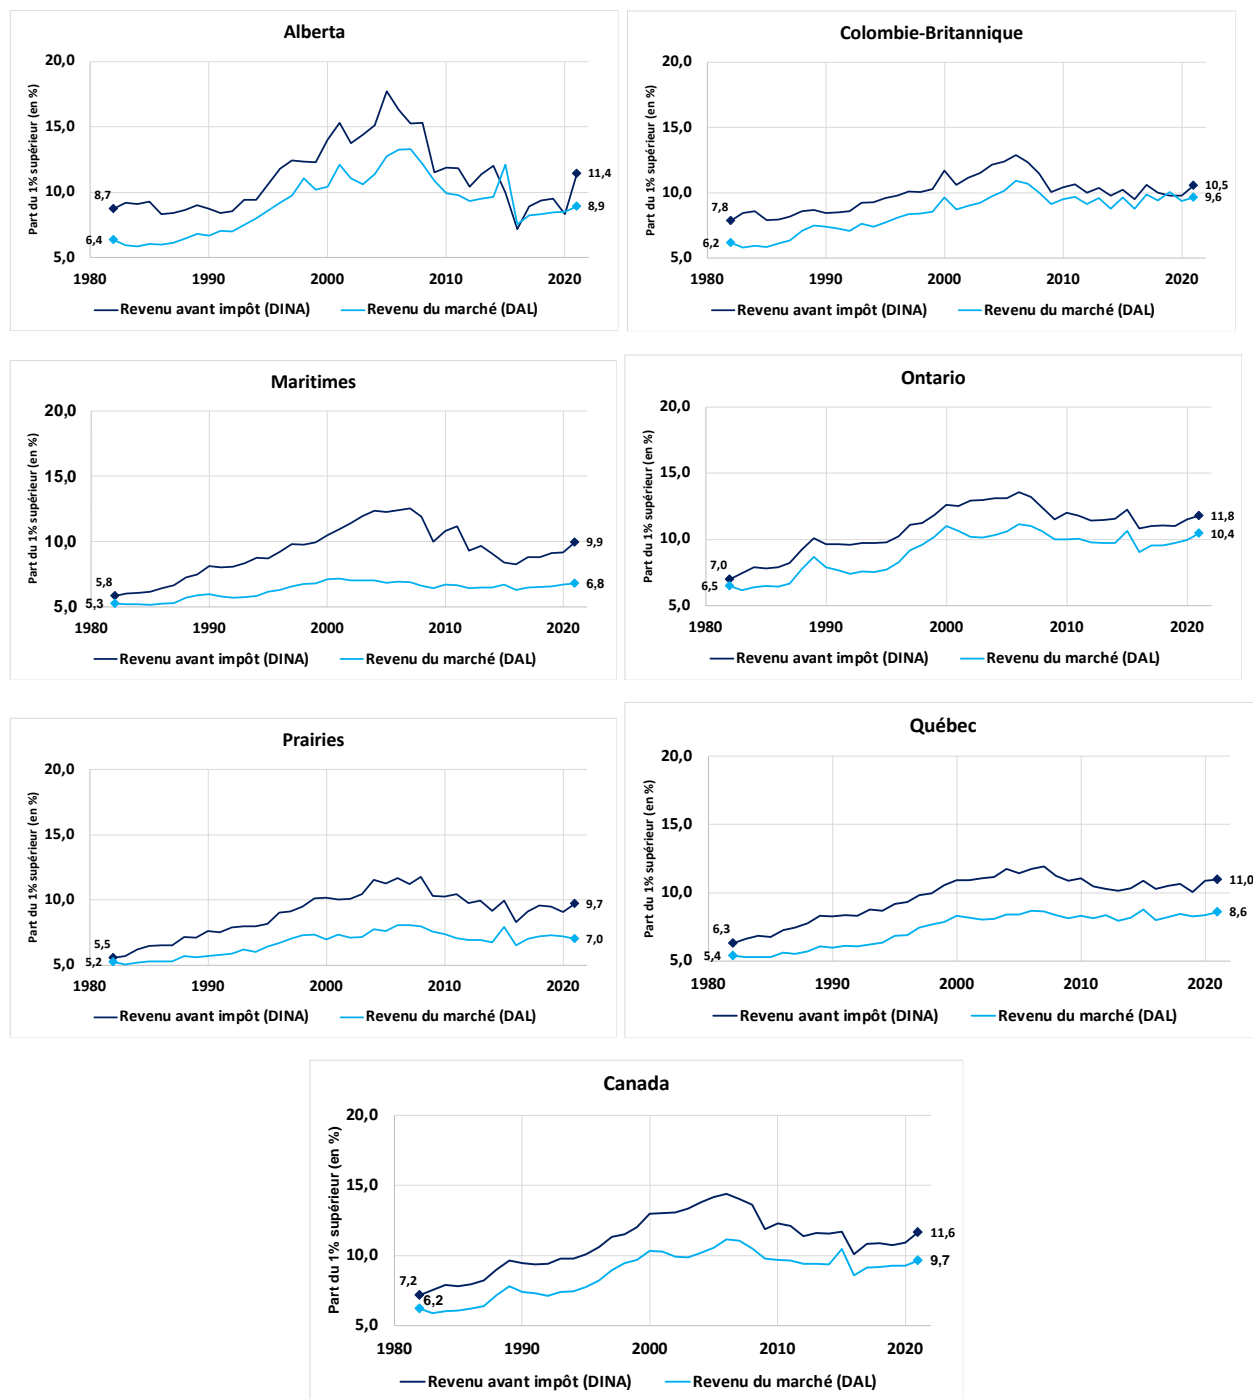 Alberta
Part du 1% supérieur (en %)
20,0
15,0
10,0
5,0
8,7
6,4
11,4
8,9
1980 1990 2000 2010 2020
Revenu avant impôt (DINA) Revenu du marché (DAL)
Colombie-Britannique
Part du 1% supérieur (en %)
20,0
15,0
10,0
5,0
7,8
6,2
10,5
9,6
1980 1990 2000 2010 2020
Revenu avant impôt (DINA) Revenu du marché (DAL)
Maritimes
Part du 1% supérieur (en %)
20,0
15,0
10,0
5,0
5,8
5,3
9,9
6,8
1980 1990 2000 2010 2020
Revenu avant impôt (DINA) Revenu du marché (DAL)
Ontario
Part du 1% supérieur (en %)
20,0
15,0
10,0
5,0
7,0
6,5
11,8
10,4
1980 1990 2000 2010 2020
Revenu avant impôt (DINA) Revenu du marché (DAL)
Prairies
Part du 1% supérieur (en %)
20,0
15,0
10,0
5,0
5,5
5,2
9,7
7,0
1980 1990 2000 2010 2020
Revenu avant impôt (DINA) Revenu du marché (DAL)
Québec
Part du 1% supérieur (en %)
20,0
15,0
10,0
5,0
6,3
5,4
11,0
8,6
1980 1990 2000 2010 2020
Revenu avant impôt (DINA) Revenu du marché (DAL)
Canada
Part du 1% supérieur (en %)
20,0
15,0
10,0
5,0
7,2
6,2
11,6
9,7
1980 1990 2000 2010 2020
Revenu avant impôt (DINA) Revenu du marché (DAL)